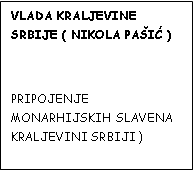 VLADA KRALJEVINE
SRBIJE ( NIKOLA PAŠIĆ )
PRIPOJENJE
MONARHIJSKIH SLAVENA
KRALJEVINI SRBIJI )